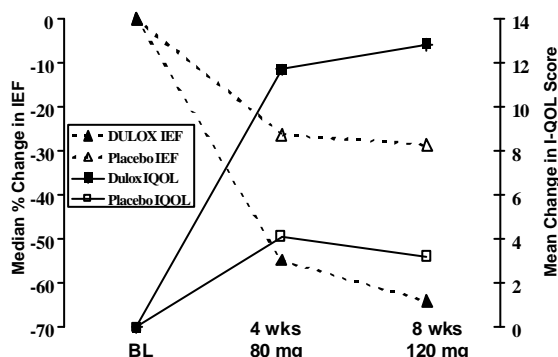 0
-10
-20
-30
-40
-50
-60
-70
Median % Change in IEF
DULOX IEF
Placebo IEF
Dulox IQOL
Placebo IQOL
14
12
10
8
6
4
2
0
Mean Change in I-QOL Score
BL
4 wks
80 mg
8 wks
120 mg